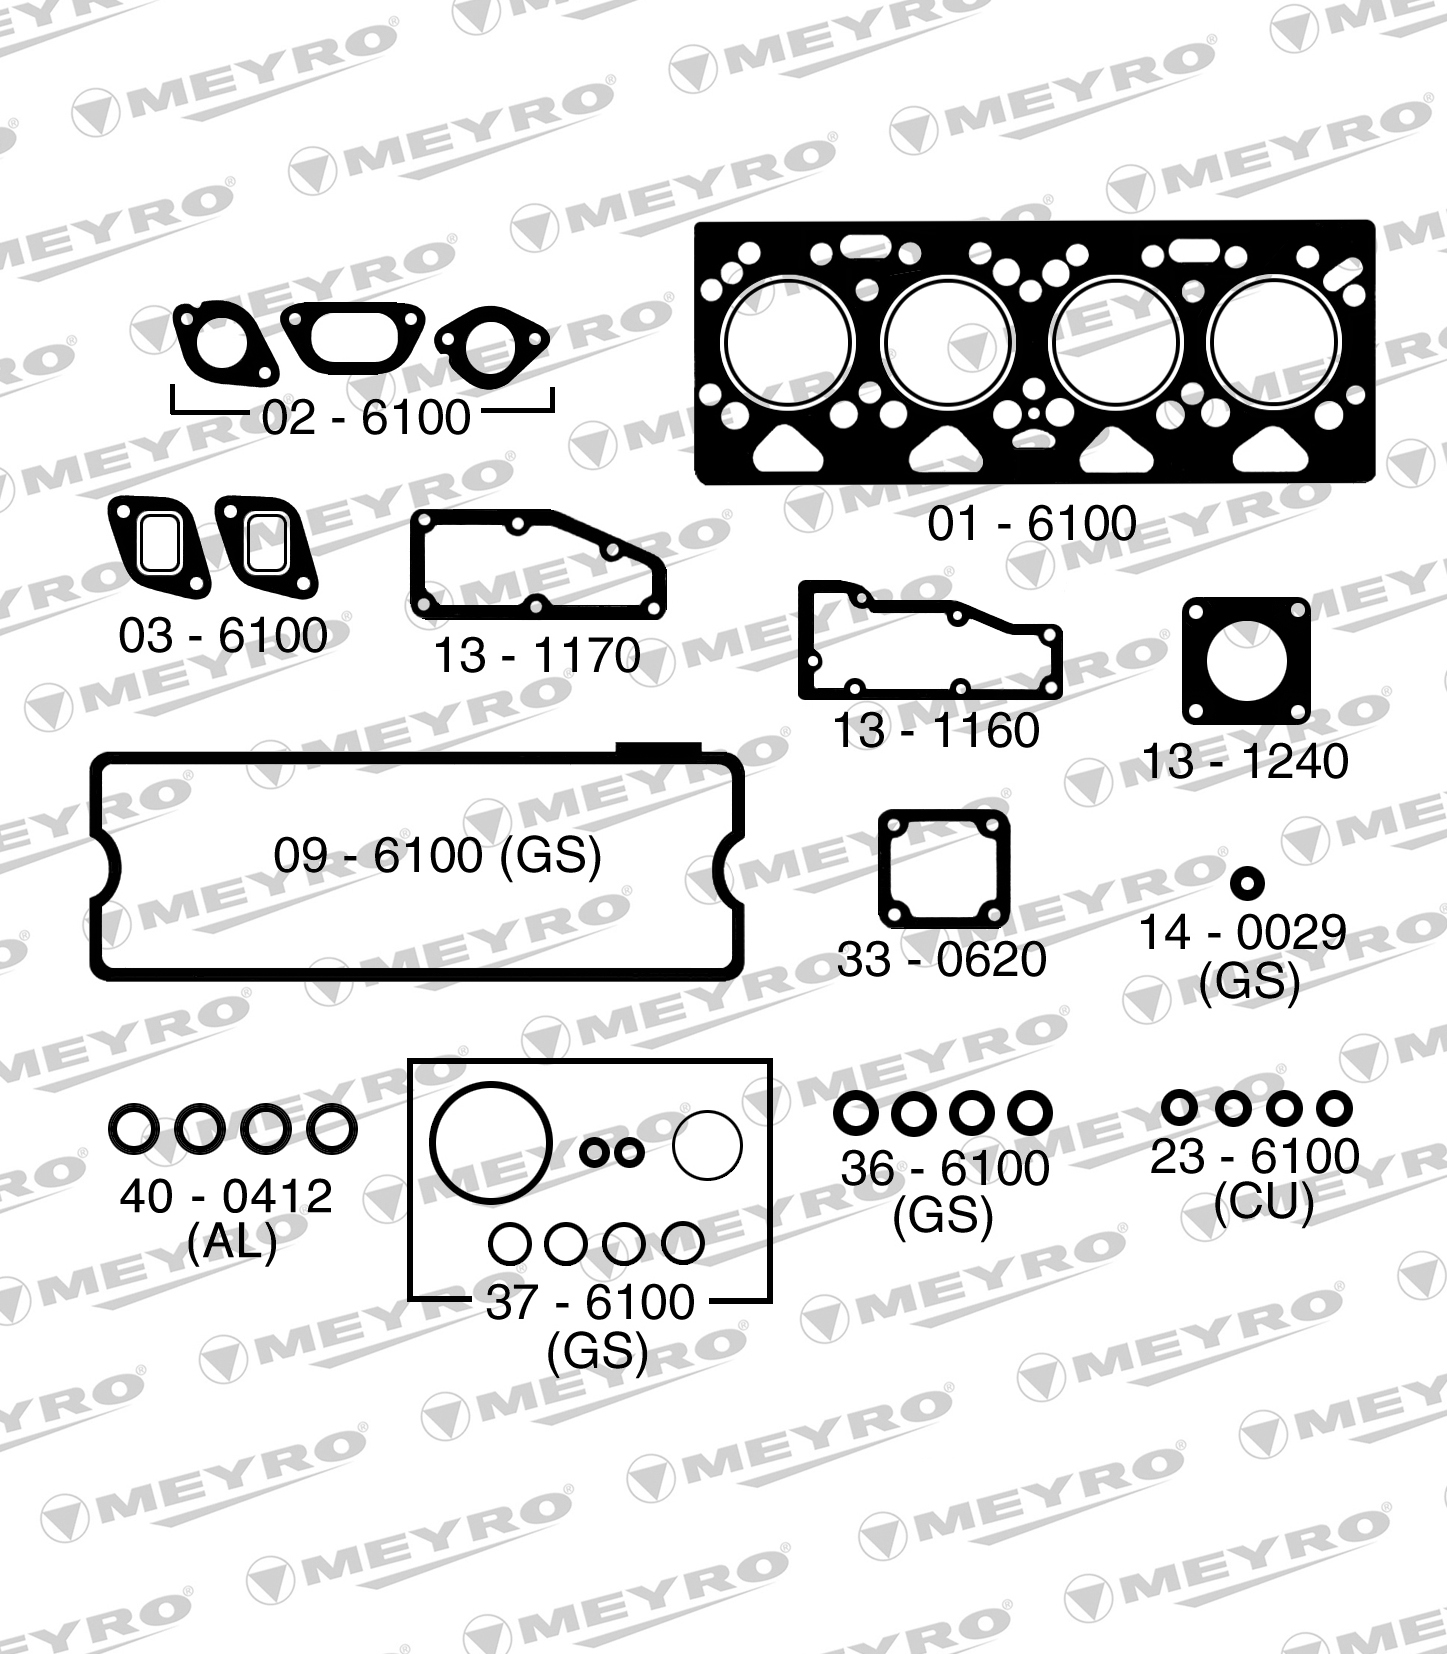 02 - 6100
01 - 6100
03 - 6100
13 - 1170
13 - 1160
13 - 1240
09 - 6100 (GS)
33 - 0620
14 - 0029
(GS)
40 - 0412
(AL)
37 - 6100
(GS)
36 - 6100
(GS)
23 - 6100
(CU)
MEYRO®